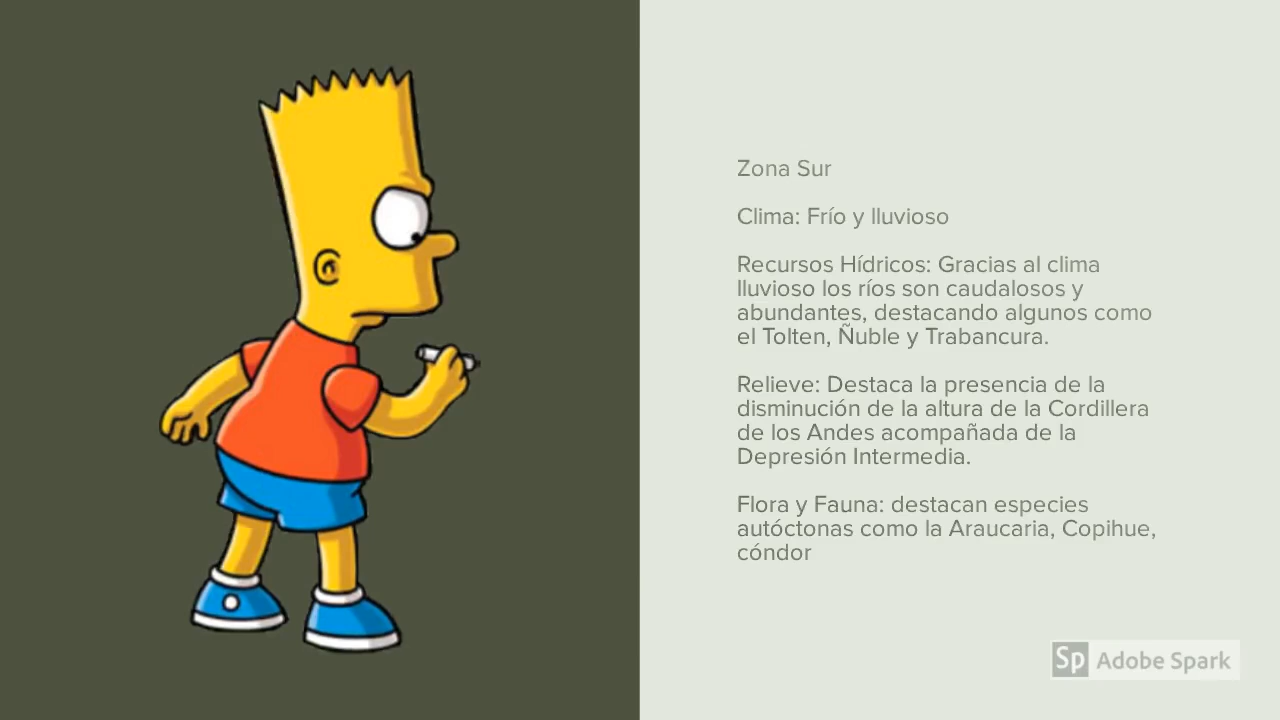 Zona Sur
Clima: Frío y lluvioso
Recursos Hídricos: Gracias al clima
lluvioso los ríos son caudalosos y
abundantes, destacando algunos como
el Tolten, Ñuble y Trabancura.
Relieve: Destaca la presencia de la
disminución de la altura de la Cordillera
de los Andes acompañada de la
Depresión Intermedia.
Flora y Fauna: destacan especies
autóctonas como la Araucaria, Copihue,
cóndor
Sp Adobe Spark